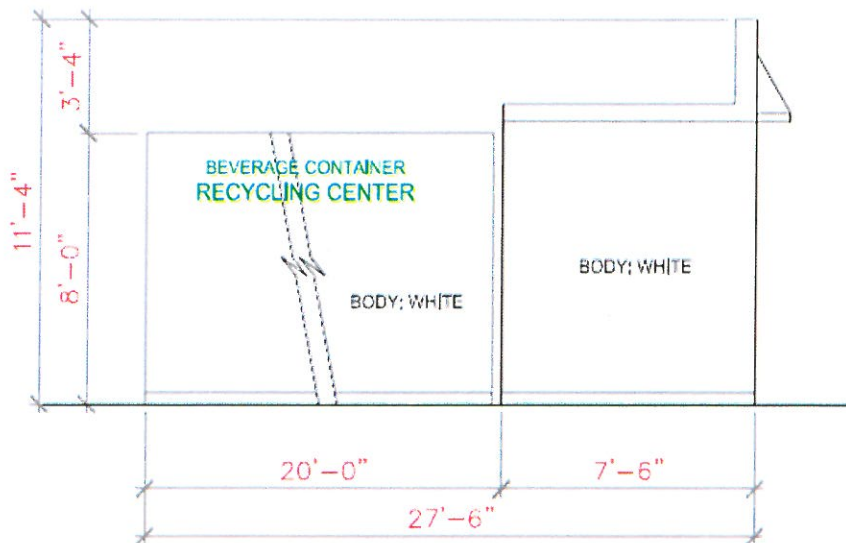 3'-4"
11'-4"
8'-0"
BEVERAGE CONTAINER
RECYCLING CENTER
BODY; WHITE
BODY; WHITE
20'-0"
7'-6"
27'-6"